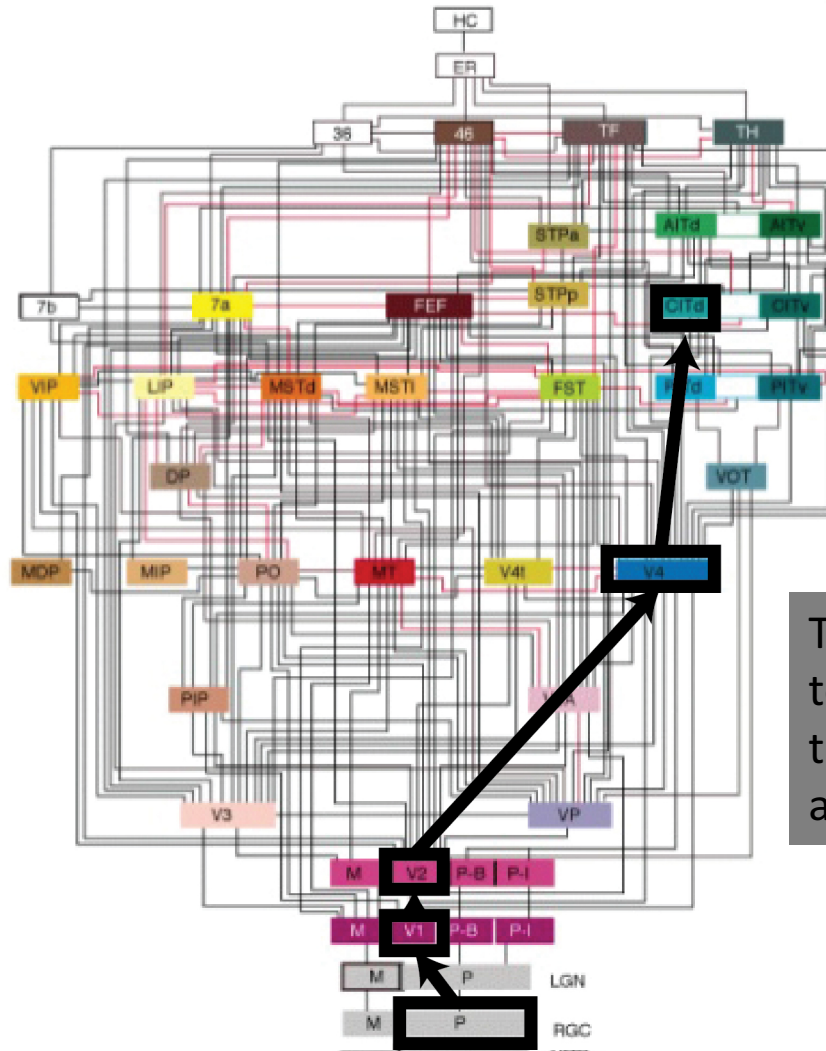 HC
ER
36 46 TF TH
STPa AITd AITv
7b 7a FEF STPp CITd CITv
VIP LIP MSTd MSTl FST PITd PITv
DP VOT
MDP MIP PO MT V4t V4
T
t
t
a
PIP
V3 VP
M V2 P-B P-I
M V1 P-B P-I
M P LGN
M P RGC